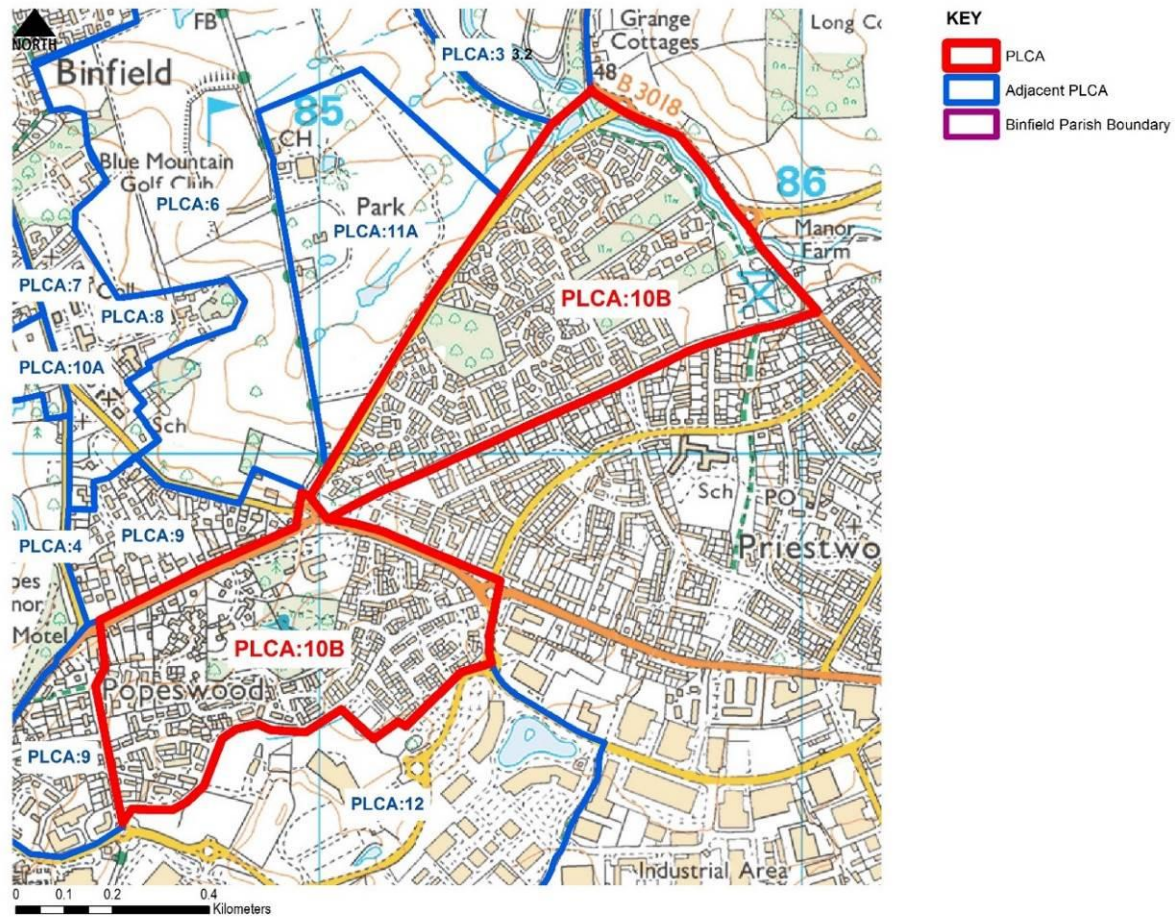 NORTH
FB
Binfield
85
CH
Blue Mountain
Golf Club
PLCA:6
Park
PLCA:11A
PLCA:3
3.2
Grange
Cottages
Long Co
48
B 3018
86
Manor
Farm
PLCA:10B
PLCA:7
Coll
PLCA:8
PLCA:10A
Sch
PLCA:4
PLCA:9
Sch
PO
Priestwo
opes
nor
Motel
PLCA:10B
Popeswood
PLCA:9
PLCA:12
Industrial Area
0 0.1 0.2 0.4
Kilometers
KEY
PLCA
Adjacent PLCA
Binfield Parish Boundary